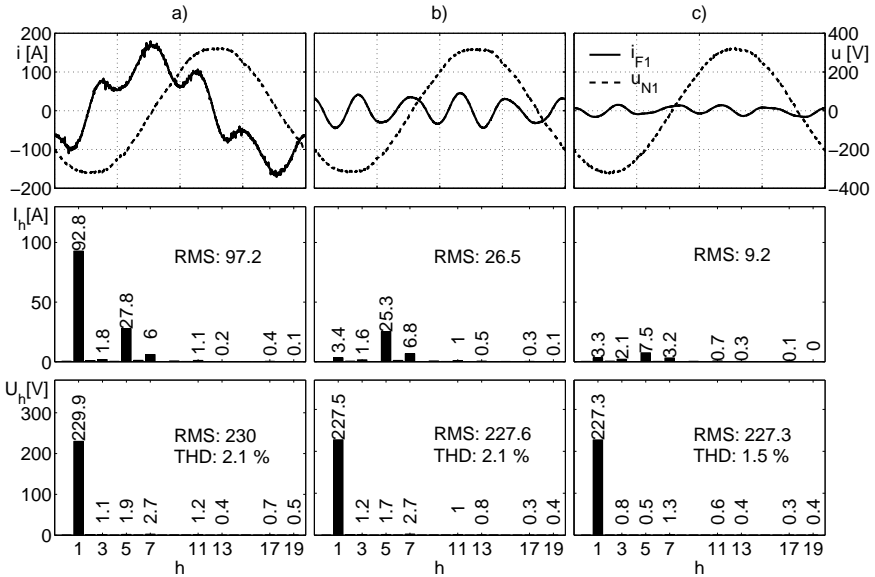 a) b) c)
200 400
i [A] u [V]
100 200
0 0
−100 −200
−200 −400
i_F1
u_N1
I_h[A]
100
50
0
92.8 1.8 27.8 6 1.1 0.2 0.4 0.1
RMS: 97.2
3.4 1.6 25.3 6.8 1 0.5 0.3 0.1
RMS: 26.5
3.3 2.1 7.5 3.2 0.7 0.3 0.1 0
RMS: 9.2
U_h[V]
300
200
100
0
229.9 1.1 1.9 2.7 1.2 0.4 0.7 0.5
RMS: 230
THD: 2.1 %
227.5 1.2 1.7 2.7 1 0.8 0.3 0.4
RMS: 227.6
THD: 2.1 %
227.3 0.8 0.5 1.3 0.6 0.4 0.3 0.4
RMS: 227.3
THD: 1.5 %
1 3 5 7 11 13 17 19
1 3 5 7 11 13 17 19
1 3 5 7 11 13 17 19
h h h